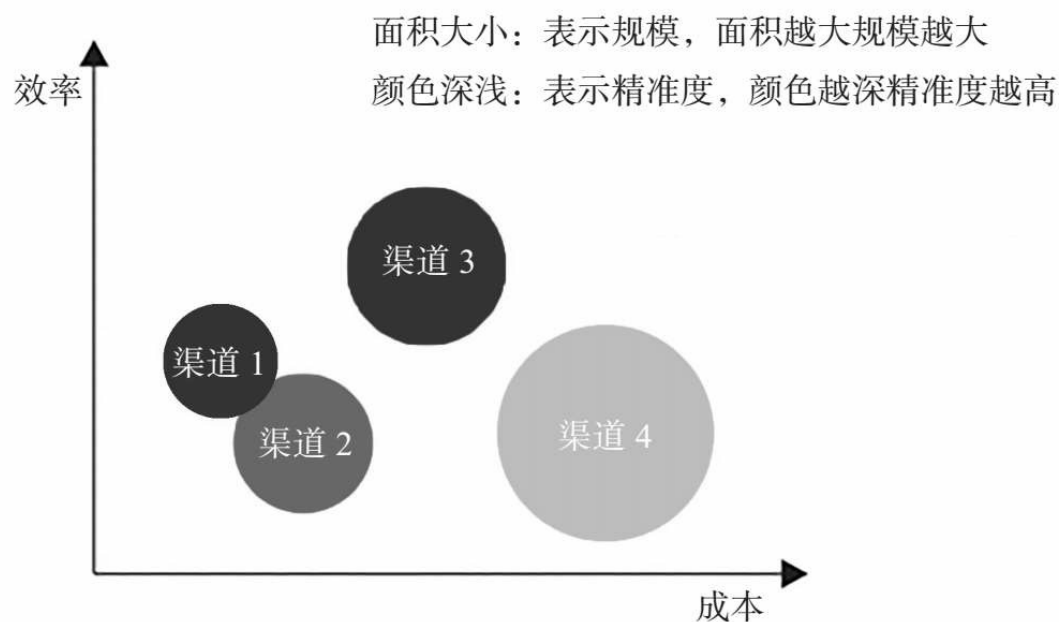 面积大小：表示规模，面积越大规模越大
效率
颜色深浅：表示精准度，颜色越深精准度越高
渠道 3
渠道 1
渠道 2
渠道 4
成本